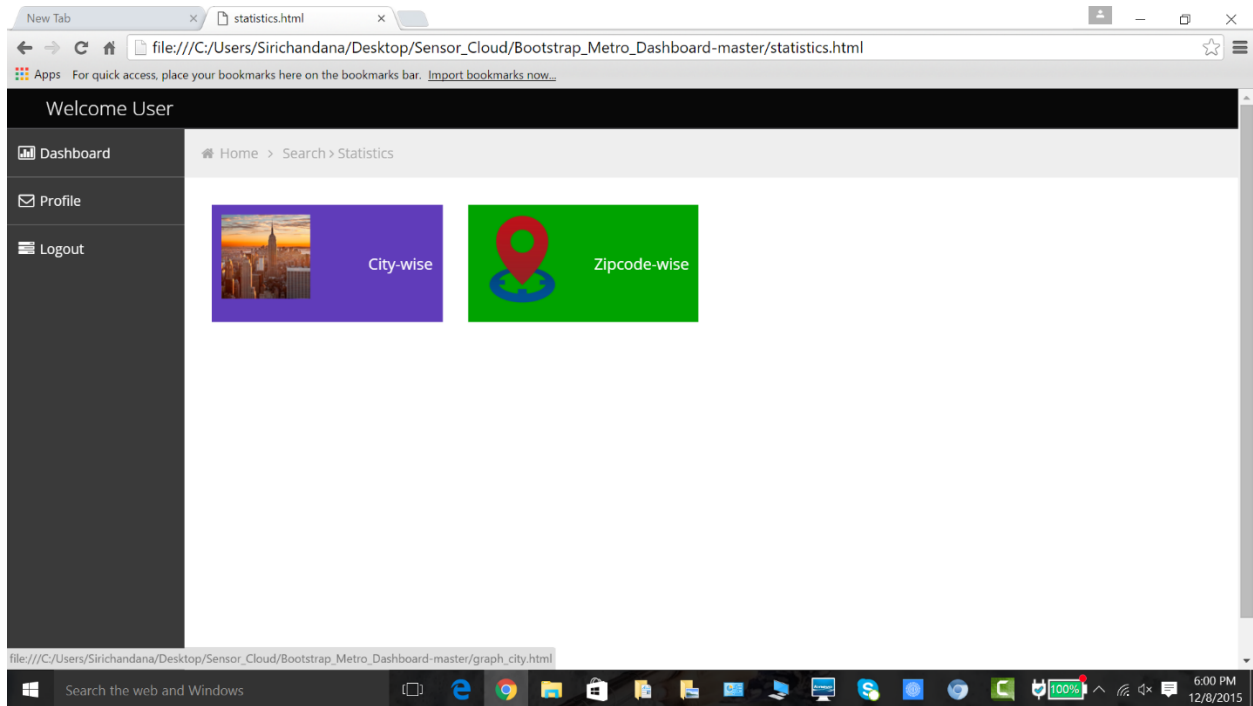 New Tab
statistics.html
file:///C:/Users/Sirichandana/Desktop/Sensor_Cloud/Bootstrap_Metro_Dashboard-master/statistics.html
Apps For quick access, place your bookmarks here on the bookmarks bar. Import bookmarks now...
Welcome User
Dashboard
Home > Search > Statistics
Profile
Logout
City-wise
Zipcode-wise
file:///C:/Users/Sirichandana/Desktop/Sensor_Cloud/Bootstrap_Metro_Dashboard-master/graph_city.html
Search the web and Windows
100%
6:00 PM
12/8/2015